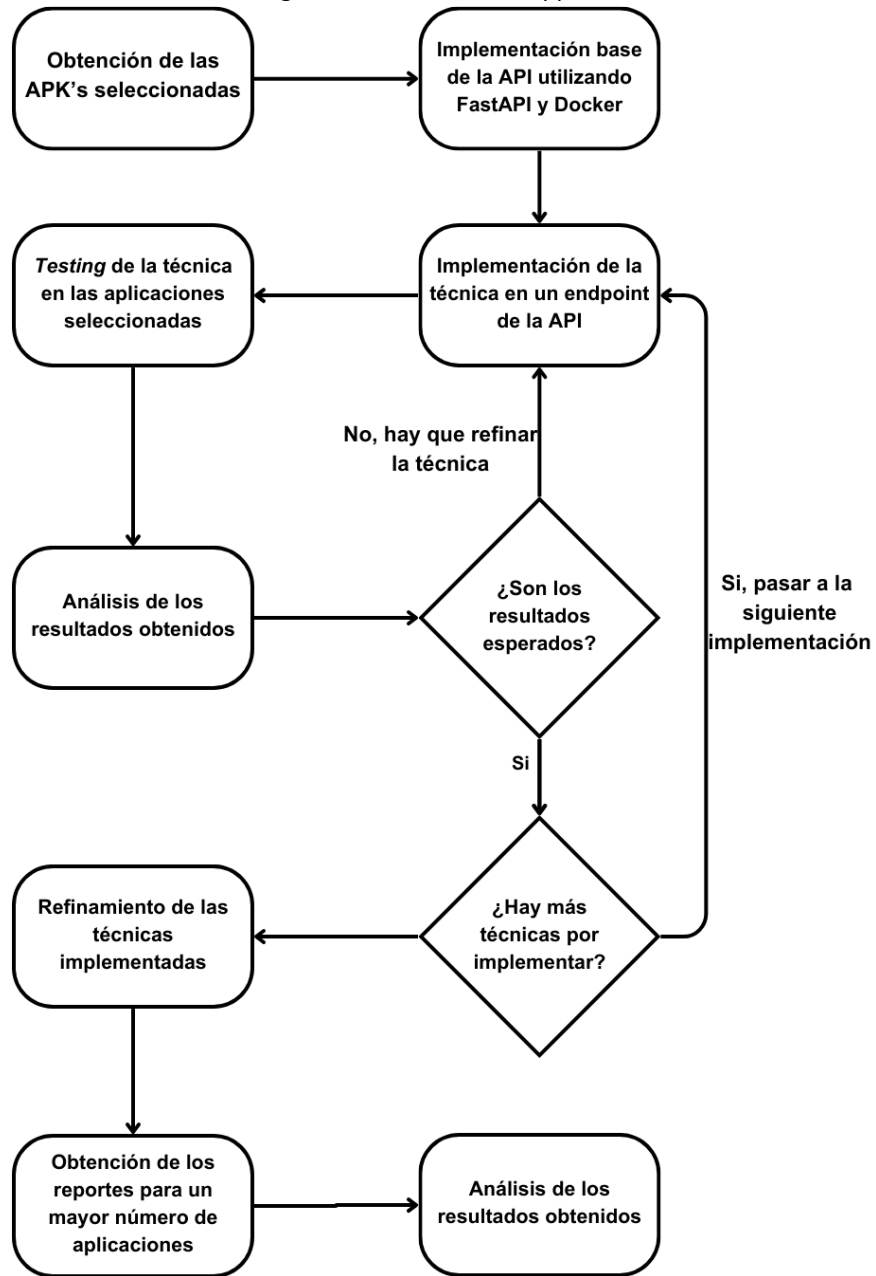 Obtención de las
APK's seleccionadas
Implementación base
de la API utilizando
FastAPI y Docker
Implementación de la
técnica en un endpoint
de la API
Testing de la técnica
en las aplicaciones
seleccionadas
Análisis de los
resultados obtenidos
¿Son los
resultados
esperados?
No, hay que refinar
la técnica
Si
¿Hay más
técnicas por
implementar?
Si, pasar a la
siguiente
implementación
Refinamiento de las
técnicas
implementadas
Obtención de los
reportes para un
mayor número de
aplicaciones
Análisis de los
resultados obtenidos